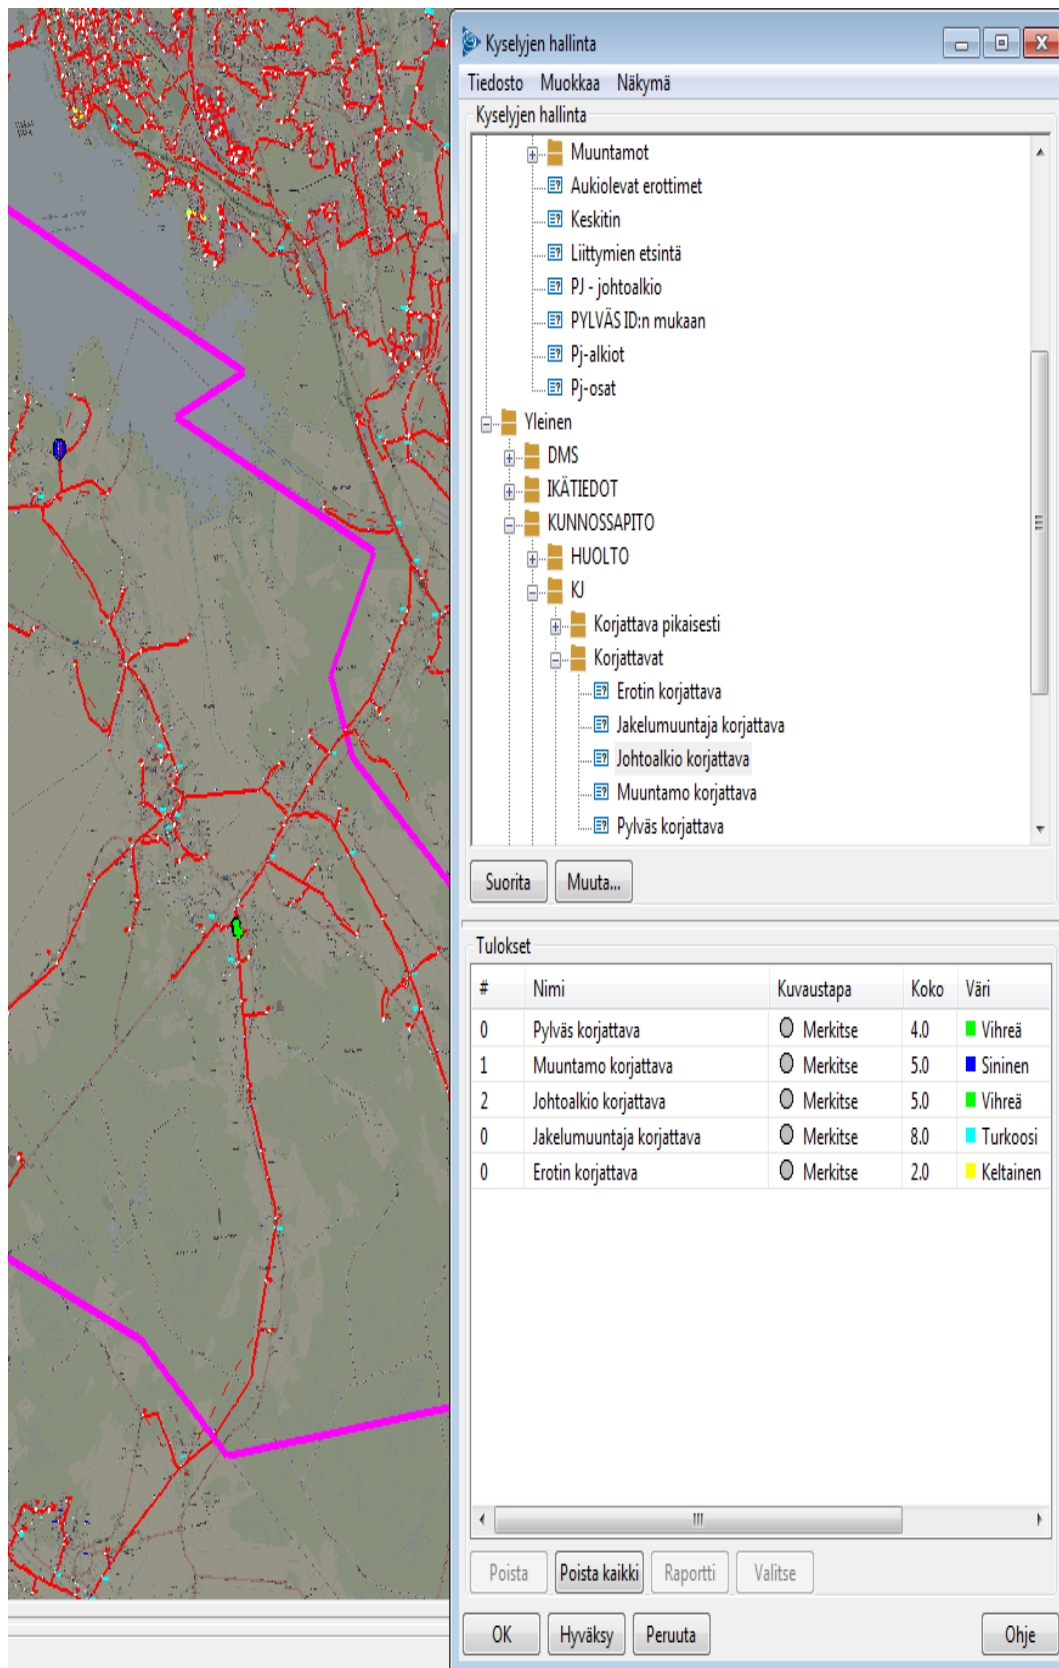 Kyselyjen hallinta
Tiedosto Muokkaa Näkymä
Kyselyjen hallinta
Muuntamot
Aukiolevat erottimet
Keskitin
Liittymien etsintä
PJ - johtoalkio
PYLVÄS ID:n mukaan
Pj-alkiot
Pj-osat
Yleinen
DMS
IKÄTIEDOT
KUNNOSSAPITO
HUOLTO
KJ
Korjattava pikaisesti
Korjattavat
Erotin korjattava
Jakelumuuntaja korjattava
Johtoalkio korjattava
Muuntamo korjattava
Pylväs korjattava
Suorita Muuta...
Tulokset
# Nimi Kuvaustapa Koko Väri
0 Pylväs korjattava Merkitse 4.0 Vihreä
1 Muuntamo korjattava Merkitse 5.0 Sininen
2 Johtoalkio korjattava Merkitse 5.0 Vihreä
0 Jakelumuuntaja korjattava Merkitse 8.0 Turkoosi
0 Erotin korjattava Merkitse 2.0 Keltainen
Poista Poista kaikki Raportti Valitse
OK Hyväksy Peruuta Ohje